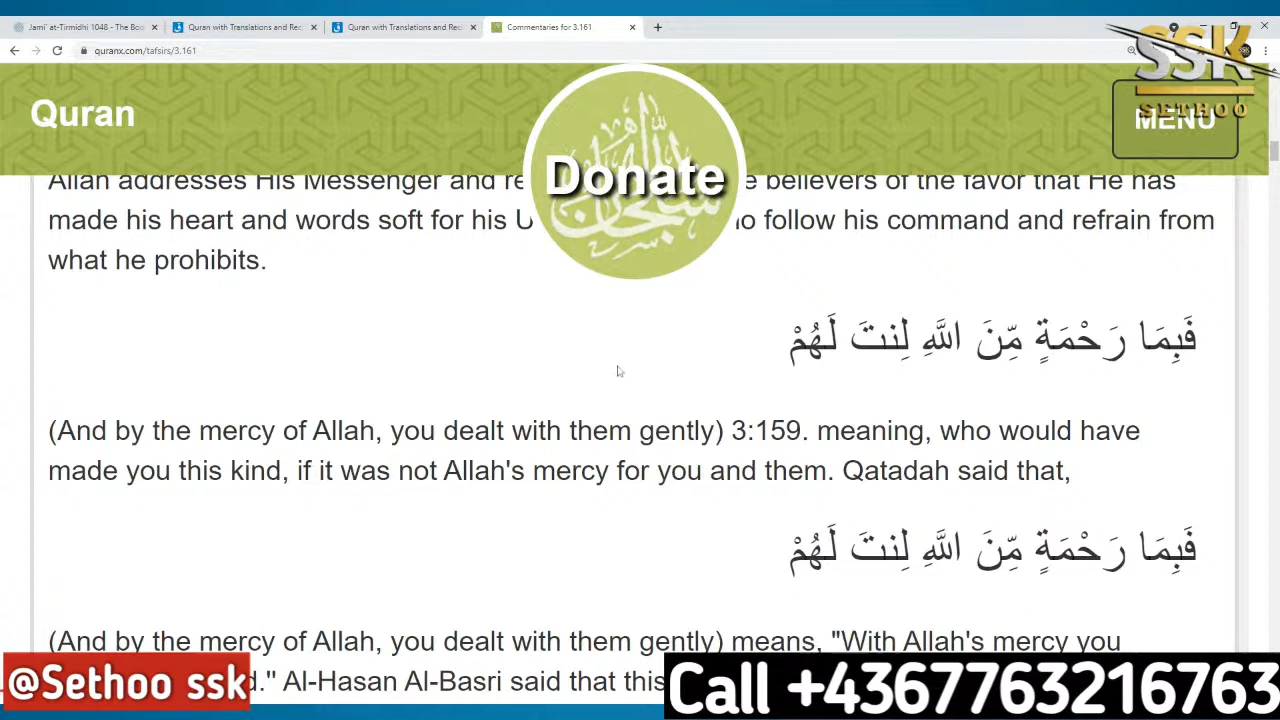 Jami` at-Tirmidhi 1048 - The Boo
Quran with Translations and Rec
Quran with Translations and Rec
Commentaries for 3.161
quranx.com/tafsirs/3.161
SSK
SETHOO
Quran
Donate
MENU
Allah addresses His Messenger and re e believers of the favor that He has
made his heart and words soft for his U o follow his command and refrain from
what he prohibits.
فَبِمَا رَحْمَةٍ مِّنَ اللَّهِ لِنتَ لَهُمْ
(And by the mercy of Allah, you dealt with them gently) 3:159. meaning, who would have
made you this kind, if it was not Allah's mercy for you and them. Qatadah said that,
فَبِمَا رَحْمَةٍ مِّنَ اللَّهِ لِنتَ لَهُمْ
(And by the mercy of Allah, you dealt with them gently) means, "With Allah's mercy you
d." Al-Hasan Al-Basri said that this
@Sethoo ssk
Call +4367763216763